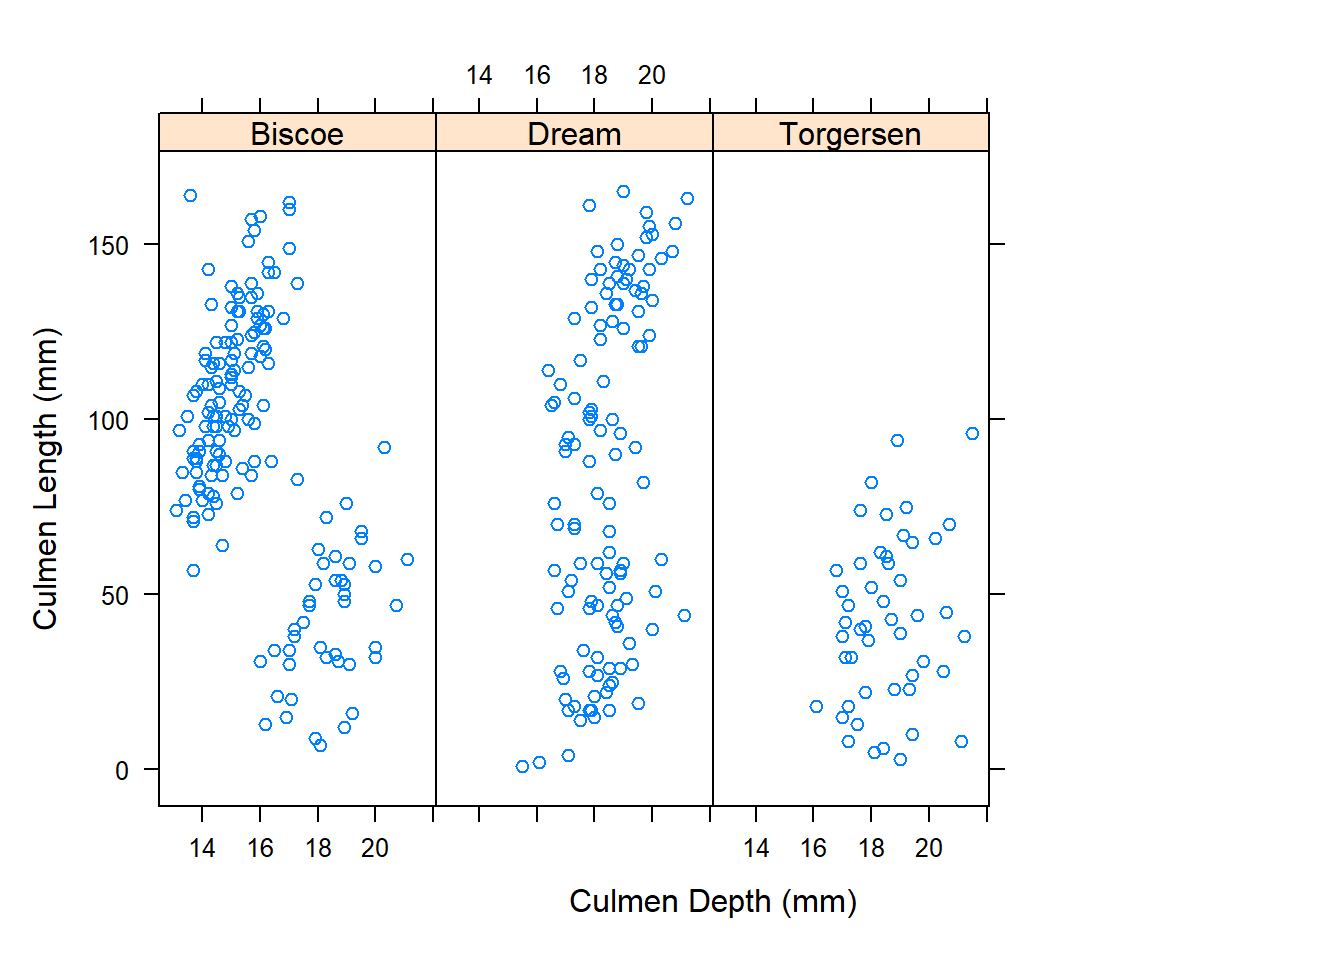 14 16 18 20
Biscoe Dream Torgersen
150
100
50
0
Culmen Length (mm)
14 16 18 20 14 16 18 20
Culmen Depth (mm)